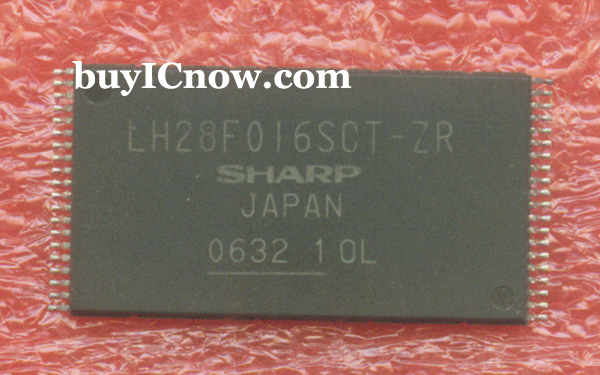 buyICnow.com
LH28F016SCT-ZR
SHARP
JAPAN
0632 1 0L